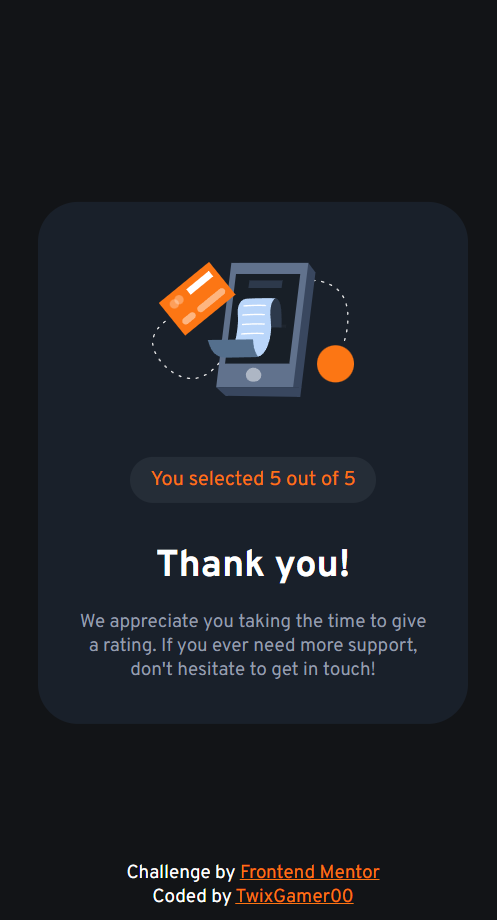 You selected 5 out of 5
Thank you!
We appreciate you taking the time to give
a rating. If you ever need more support,
don't hesitate to get in touch!
Challenge by Frontend Mentor
Coded by TwixGamer00